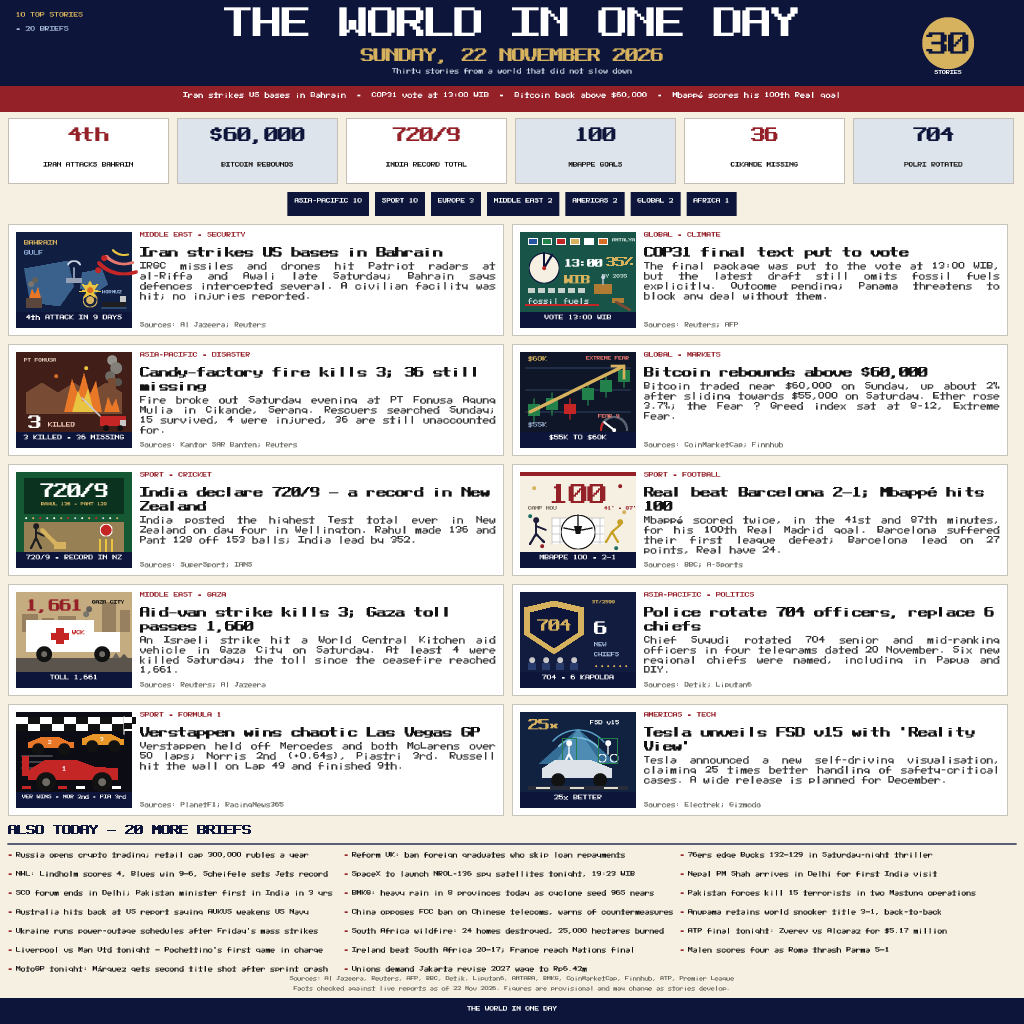 10 TOP STORIES
+ 20 BRIEFS
THE WORLD IN ONE DAY
SUNDAY, 22 NOVEMBER 2026
Thirty stories from a world that did not slow down
30
STORIES
Iran strikes US bases in Bahrain • COP31 vote at 13:00 WIB • Bitcoin back above $60,000 • Mbappé scores his 100th Real goal
4th
IRAN ATTACKS BAHRAIN
$60,000
BITCOIN REBOUNDS
720/9
INDIA RECORD TOTAL
100
MBAPPE GOALS
36
CIKANDE MISSING
704
POLRI ROTATED
ASIA-PACIFIC 10
SPORT 10
EUROPE 3
MIDDLE EAST 2
AMERICAS 2
GLOBAL 2
AFRICA 1
BAHRAIN
GULF
HORMUZ
4th ATTACK IN 9 DAYS
MIDDLE EAST • SECURITY
Iran strikes US bases in Bahrain
IRGC missiles and drones hit Patriot radars at
al-Riffa and Awali late Saturday; Bahrain says
defences intercepted several. A civilian facility was
hit; no injuries reported.
Sources: Al Jazeera; Reuters
ANTALYA
13:00
WIB
35%
BY 2035
fossil fuels
VOTE 13:00 WIB
GLOBAL • CLIMATE
COP31 final text put to vote
The final package was put to the vote at 13:00 WIB,
but the latest draft still omits fossil fuels
explicitly. Outcome pending; Panama threatens to
block any deal without them.
Sources: Reuters; AFP
PT FONUSA
3 KILLED
3 KILLED • 36 MISSING
ASIA-PACIFIC • DISASTER
Candy-factory fire kills 3; 36 still
missing
Fire broke out Saturday evening at PT Fonusa Agung
Mulia in Cikande, Serang. Rescuers searched Sunday;
15 survived, 4 were injured, 36 are still unaccounted
for.
Sources: Kantor SAR Banten; Reuters
$60K
EXTREME FEAR
$55K
$55K TO $60K
GLOBAL • MARKETS
Bitcoin rebounds above $60,000
Bitcoin traded near $60,000 on Sunday, up about 2%
after sliding towards $55,000 on Saturday. Ether rose
3.7%; the Fear ? Greed index sat at 8-12, Extreme
Fear.
Sources: CoinMarketCap; Finnhub
720/9
RAHUL 136 • PANT 128
720/9 • RECORD IN NZ
SPORT • CRICKET
India declare 720/9 — a record in New
Zealand
India posted the highest Test total ever in New
Zealand on day four in Wellington. Rahul made 136 and
Pant 128 off 153 balls; India lead by 352.
Sources: SuperSport; IANS
100
CAMP NOU
41' • 87'
MBAPPE 100 • 2-1
SPORT • FOOTBALL
Real beat Barcelona 2-1; Mbappé hits
100
Mbappé scored twice, in the 41st and 87th minutes,
for his 100th Real Madrid goal. Barcelona suffered
their first league defeat; Barcelona lead on 27
points, Real have 24.
Sources: BBC; A-Sports
1,661
GAZA CITY
WCK
TOLL 1,661
MIDDLE EAST • GAZA
Aid-van strike kills 3; Gaza toll
passes 1,660
An Israeli strike hit a World Central Kitchen aid
vehicle in Gaza City on Saturday. At least 4 were
killed Saturday; the toll since the ceasefire reached
1,661.
Sources: Reuters; Al Jazeera
704
6
NEW
CHIEFS
704 • 6 KAPOLDA
ASIA-PACIFIC • POLITICS
Police rotate 704 officers, replace 6
chiefs
Chief Suyudi rotated 704 senior and mid-ranking
officers in four telegrams dated 20 November. Six new
regional chiefs were named, including in Papua and
DIY.
Sources: Detik; Liputan6
2
3
1
VER WINS • NOR 2nd • PIA 3rd
SPORT • FORMULA 1
Verstappen wins chaotic Las Vegas GP
Verstappen held off Mercedes and both McLarens over
50 laps; Norris 2nd (+0.64s), Piastri 3rd. Russell
hit the wall on Lap 49 and finished 9th.
Sources: PlanetF1; RacingNews365
25x
FSD v15
25x BETTER
AMERICAS • TECH
Tesla unveils FSD v15 with 'Reality
View'
Tesla announced a new self-driving visualisation,
claiming 25 times better handling of safety-critical
cases. A wide release is planned for December.
Sources: Electrek; Gizmodo
ALSO TODAY — 20 MORE BRIEFS
• Russia opens crypto trading; retail cap 300,000 rubles a year
• Reform UK: ban foreign graduates who skip loan repayments
• 76ers edge Bucks 132-129 in Saturday-night thriller
• NHL: Lindholm scores 4, Blues win 9-6, Scheifele sets Jets record
• SpaceX to launch NROL-136 spy satellites tonight, 19:23 WIB
• Nepal PM Shah arrives in Delhi for first India visit
• SCO forum ends in Delhi; Pakistan minister first in India in 3 yrs
• BMKG: heavy rain in 8 provinces today as cyclone seed 96S nears
• Pakistan forces kill 15 terrorists in two Mastung operations
• Australia hits back at US report saying AUKUS weakens US Navy
• China opposes FCC ban on Chinese telecoms, warns of countermeasures
• Anupama retains world snooker title 3-1, back-to-back
• Ukraine runs power-outage schedules after Friday's mass strikes
• South Africa wildfire: 24 homes destroyed, 25,000 hectares burned
• ATP final tonight: Zverev vs Alcaraz for $5.17 million
• Liverpool vs Man Utd tonight — Pochettino's first game in charge
• Ireland beat South Africa 20-17; France reach Nations final
• Malen scores four as Roma thrash Parma 5-1
• MotoGP tonight: Márquez gets second title shot after sprint crash
• Unions demand Jakarta revise 2027 wage to Rp6.42m
Sources: Al Jazeera, Reuters, AFP, BBC, Detik, Liputan6, ANTARA, BMKG, CoinMarketCap, Finnhub, ATP, Premier League
Facts checked against live reports as of 22 Nov 2026. Figures are provisional and may change as stories develop.
THE WORLD IN ONE DAY